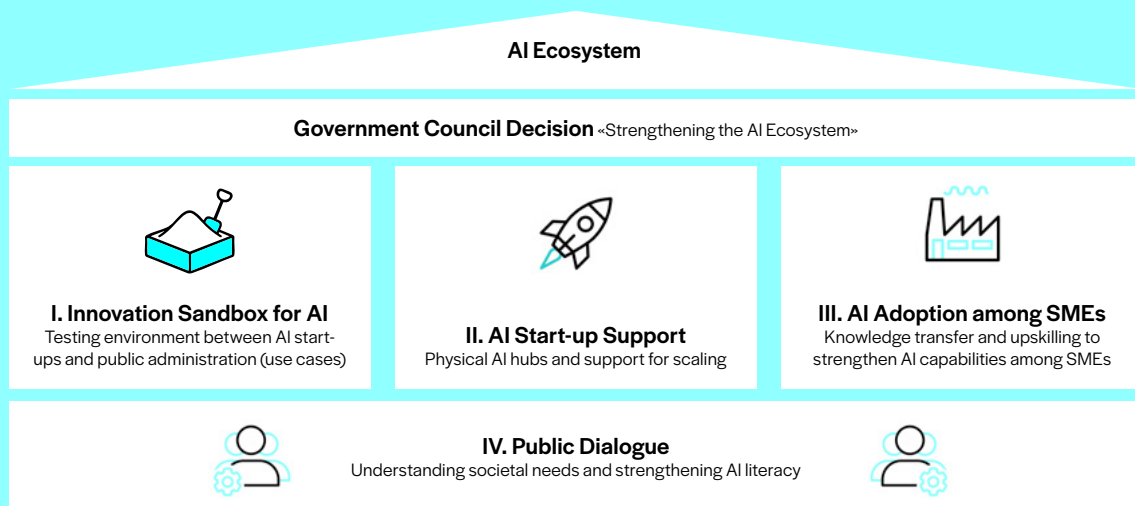 AI Ecosystem
Government Council Decision «Strengthening the AI Ecosystem»
I. Innovation Sandbox for AI
Testing environment between AI start-
ups and public administration (use cases)
II. AI Start-up Support
Physical AI hubs and support for scaling
III. AI Adoption among SMEs
Knowledge transfer and upskilling to
strengthen AI capabilities among SMEs
IV. Public Dialogue
Understanding societal needs and strengthening AI literacy